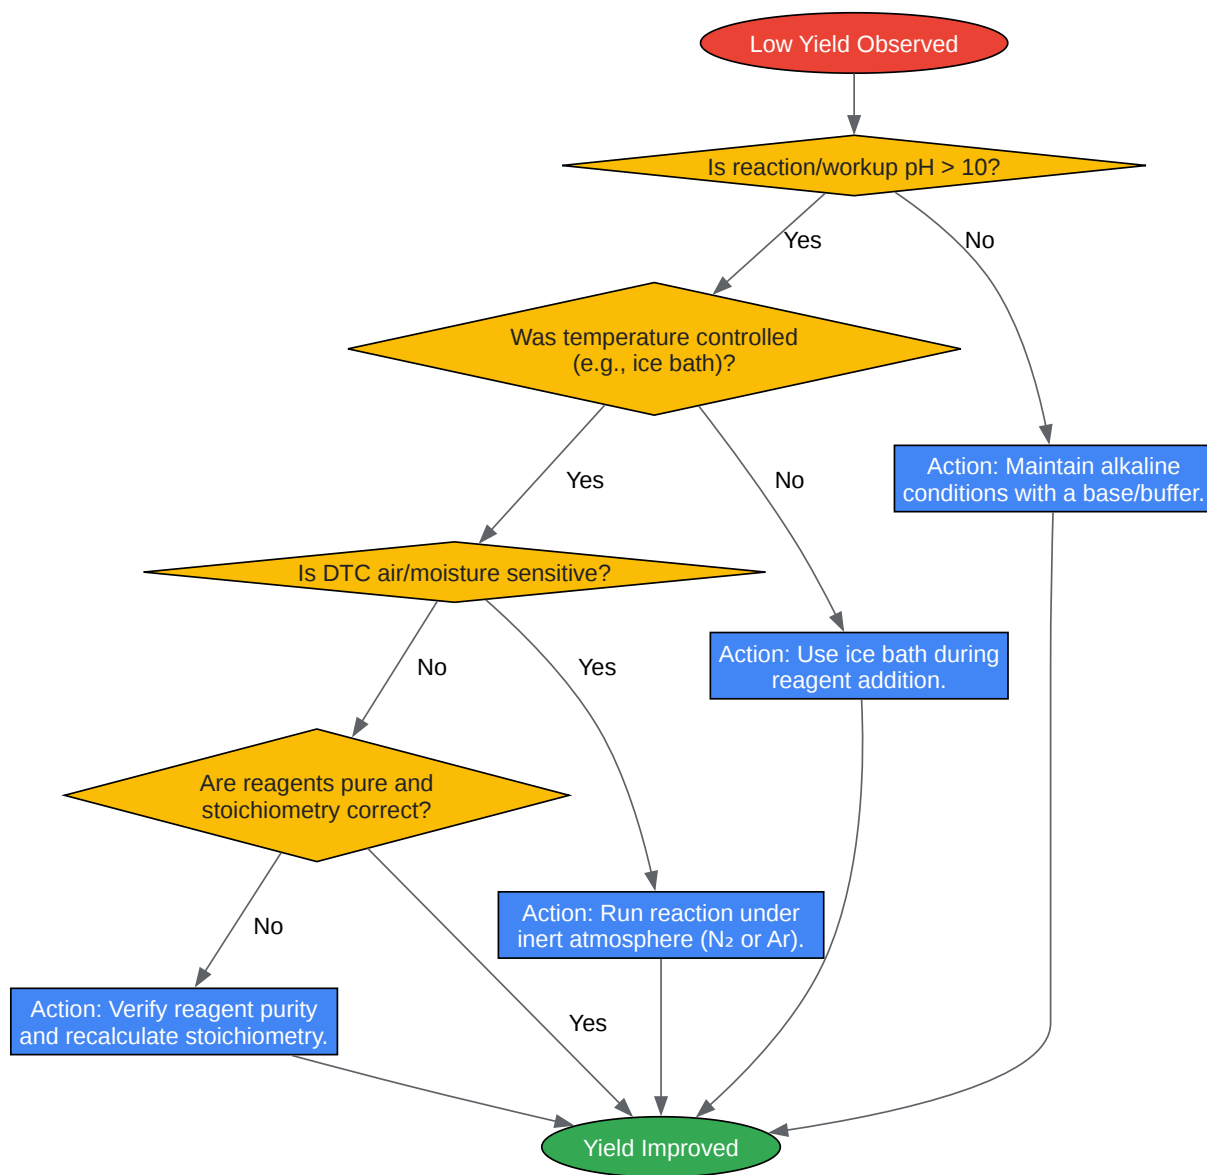 Low Yield Observed
Is reaction/workup pH > 10?
Yes
No
Was temperature controlled
(e.g., ice bath)?
Action: Maintain alkaline
conditions with a base/buffer.
Yes
No
Is DTC air/moisture sensitive?
Action: Use ice bath during
reagent addition.
No
Yes
Are reagents pure and
stoichiometry correct?
Action: Run reaction under
inert atmosphere (N₂ or Ar).
No
Action: Verify reagent purity
and recalculate stoichiometry.
Yes
Yield Improved